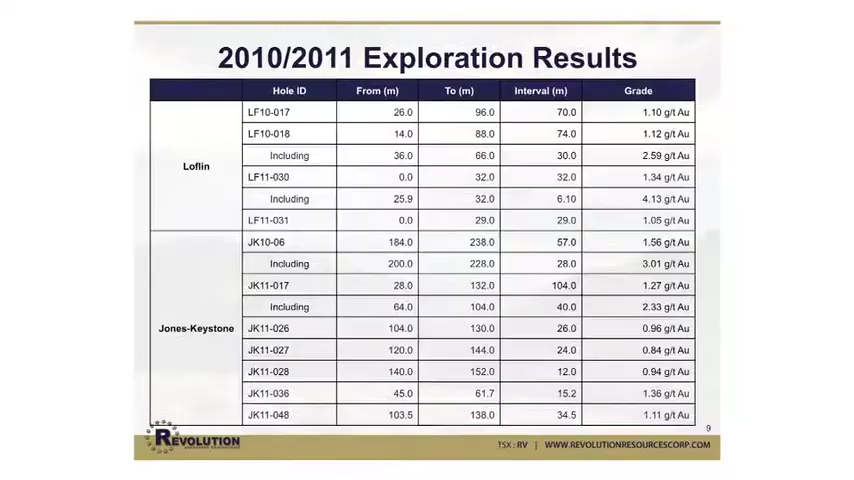 2010/2011 Exploration Results
Hole ID From (m) To (m) Interval (m) Grade
Loflin
LF10-017 26.0 96.0 70.0 1.10 g/t Au
LF10-018 14.0 88.0 74.0 1.12 g/t Au
Including 36.0 66.0 30.0 2.59 g/t Au
LF11-030 0.0 32.0 32.0 1.34 g/t Au
Including 25.9 32.0 6.10 4.13 g/t Au
LF11-031 0.0 29.0 29.0 1.05 g/t Au
Jones-Keystone
JK10-06 184.0 238.0 57.0 1.56 g/t Au
Including 200.0 228.0 28.0 3.01 g/t Au
JK11-017 28.0 132.0 104.0 1.27 g/t Au
Including 64.0 104.0 40.0 2.33 g/t Au
JK11-026 104.0 130.0 26.0 0.96 g/t Au
JK11-027 120.0 144.0 24.0 0.84 g/t Au
JK11-028 140.0 152.0 12.0 0.94 g/t Au
JK11-036 45.0 61.7 15.2 1.36 g/t Au
JK11-048 103.5 138.0 34.5 1.11 g/t Au
9
REVOLUTION
TSX : RV | WWW.REVOLUTIONRESOURCESCORP.COM